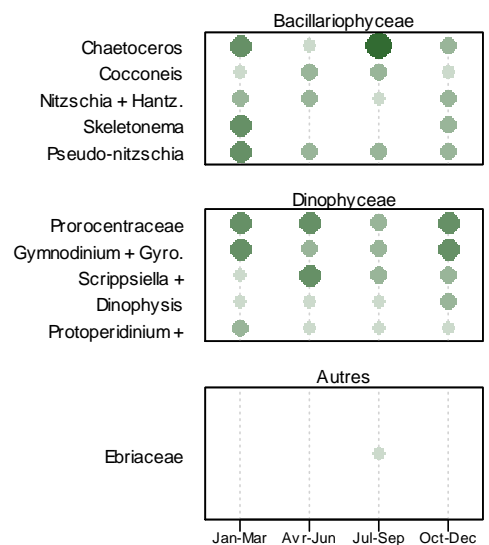 Bacillariophyceae
Chaetoceros
Cocconeis
Nitzschia + Hantz.
Skeletonema
Pseudo-nitzschia
Dinophyceae
Prorocentraceae
Gymnodinium + Gyro.
Scrippsiella +
Dinophysis
Protoperidinium +
Autres
Ebriaceae
Jan-Mar Avr-Jun Jul-Sep Oct-Dec